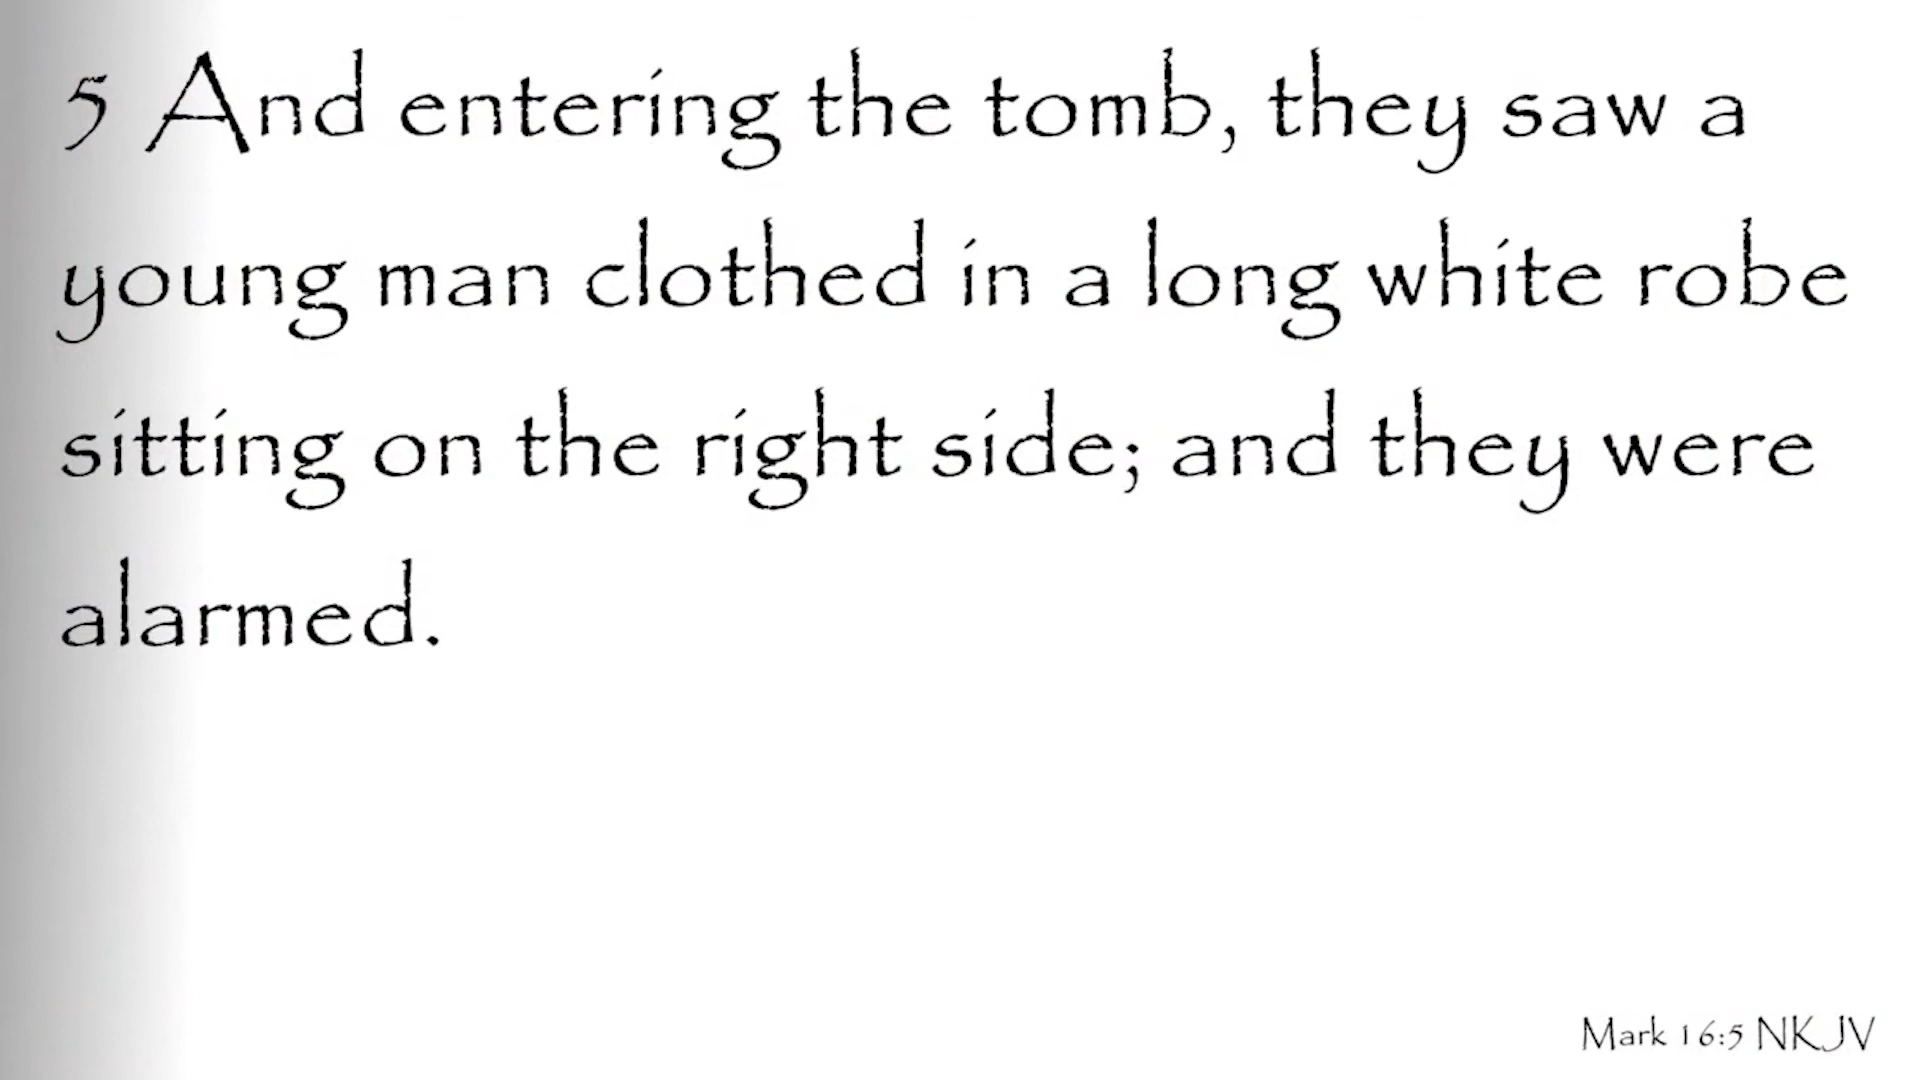 5 And entering the tomb, they saw a
young man clothed in a long white robe
sitting on the right side; and they were
alarmed.
Mark 16:5 NKJV